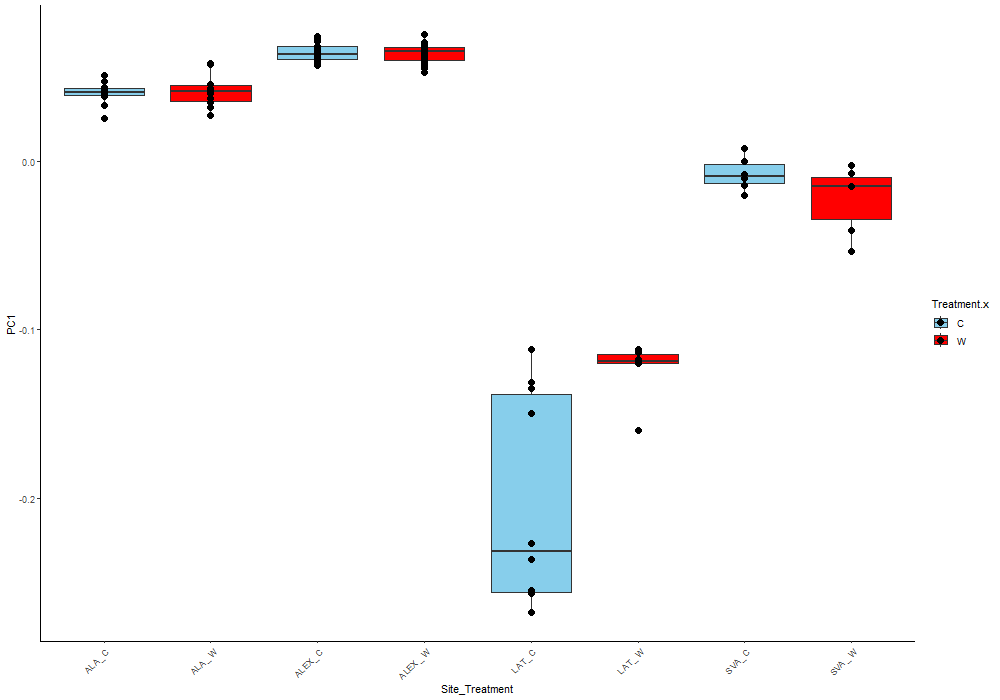 0.0
-0.1
-0.2
PC1
ALA_C
ALA_W
ALEX_C
ALEX_W
LAT_C
LAT_W
SVA_C
SVA_W
Site_Treatment
Treatment.x
C
W